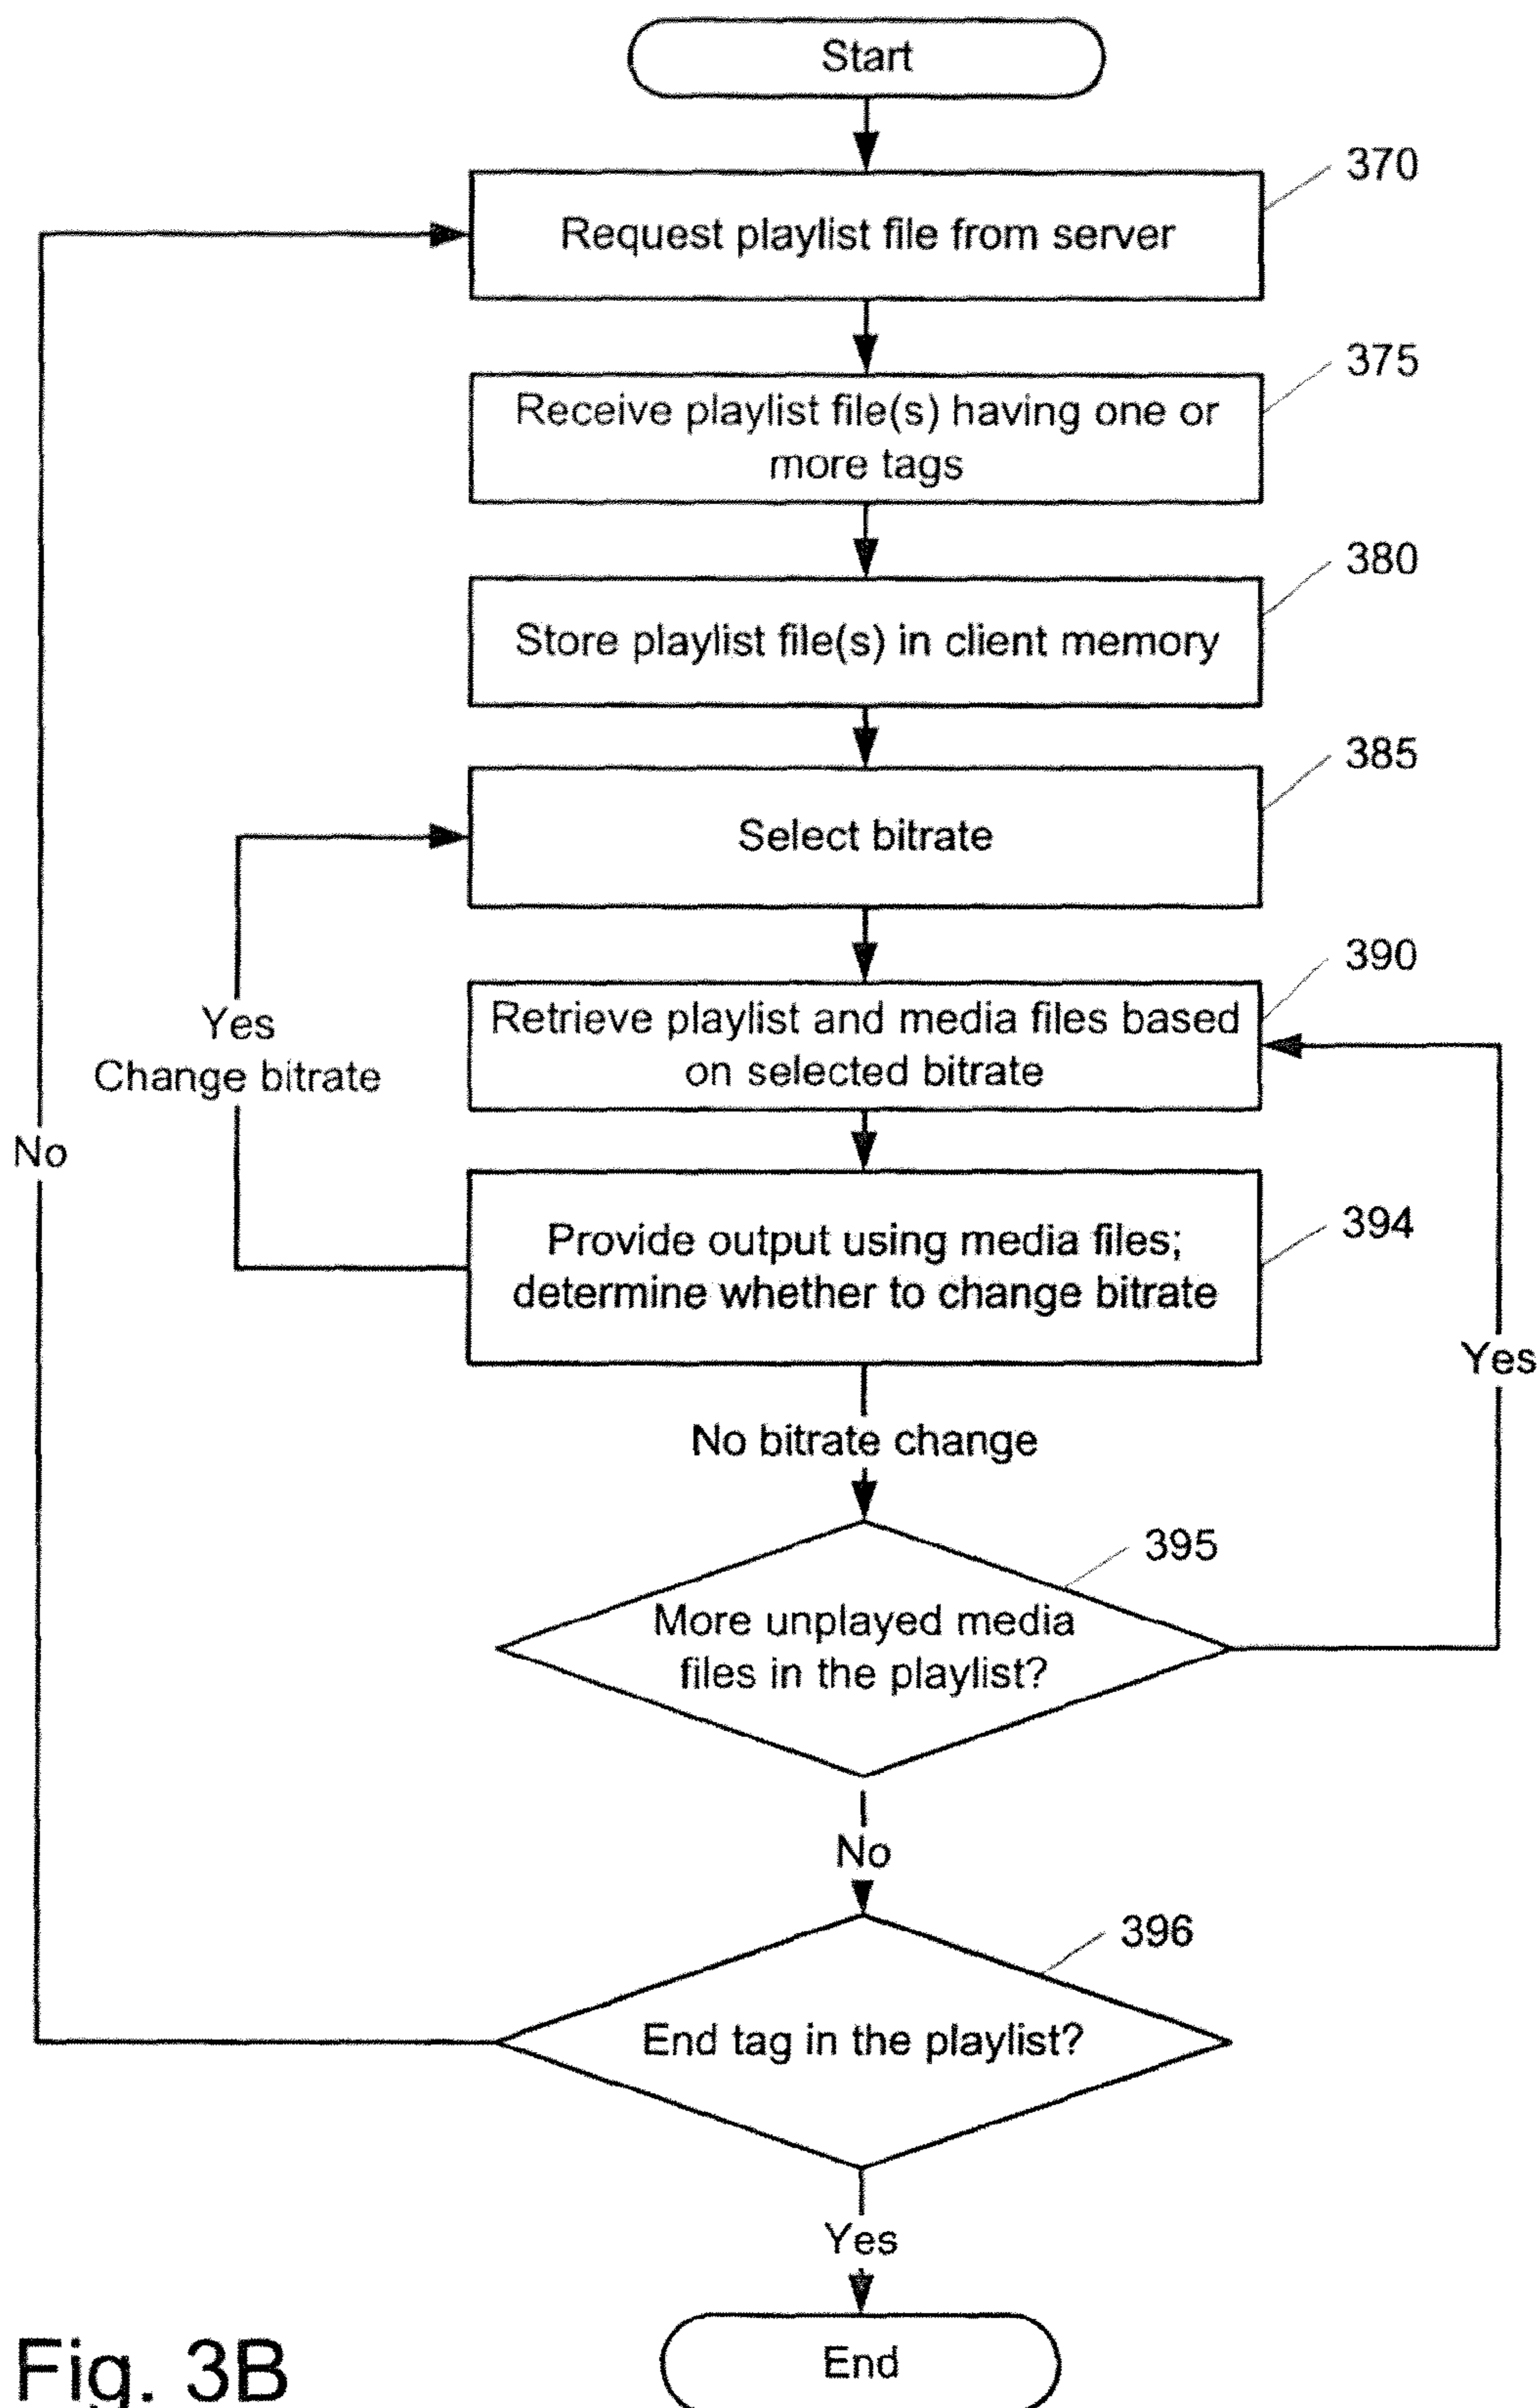 Start
370
Request playlist file from server
375
Receive playlist file(s) having one or
more tags
380
Store playlist file(s) in client memory
385
Select bitrate
390
Retrieve playlist and media files based
on selected bitrate
Yes
Change bitrate
No
394
Provide output using media files;
determine whether to change bitrate
Yes
No bitrate change
395
More unplayed media
files in the playlist?
No
396
End tag in the playlist?
Yes
End
Fig. 3B